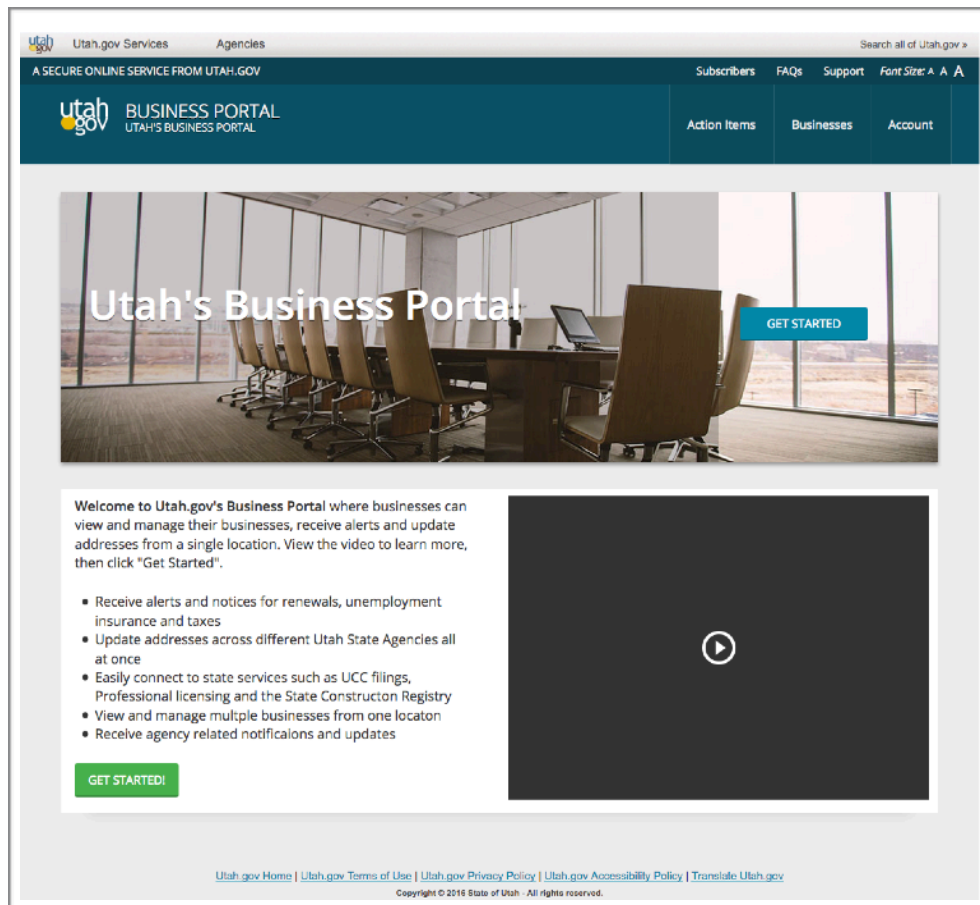 utah gov
Utah.gov Services Agencies Search all of Utah.gov »
A SECURE ONLINE SERVICE FROM UTAH.GOV Subscribers FAQs Support Font Size: A A A
utah gov
BUSINESS PORTAL
UTAH'S BUSINESS PORTAL
Action Items Businesses Account
Utah's Business Portal
GET STARTED
Welcome to Utah.gov's Business Portal where businesses can
view and manage their businesses, receive alerts and update
addresses from a single location. View the video to learn more,
then click "Get Started".
• Receive alerts and notices for renewals, unemployment
insurance and taxes
• Update addresses across different Utah State Agencies all
at once
• Easily connect to state services such as UCC filings,
Professional licensing and the State Constructon Registry
• View and manage multple businesses from one locaton
• Receive agency related notificaions and updates
GET STARTED!
Utah.gov Home | Utah.gov Terms of Use | Utah.gov Privacy Policy | Utah.gov Accessibility Policy | Translate Utah.gov
Copyright © 2016 State of Utah - All rights reserved.